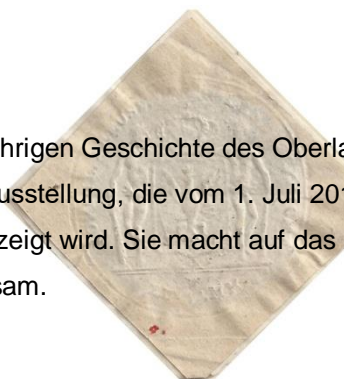 hrigen Geschichte des Oberla
usstellung, die vom 1. Juli 201
zeigt wird. Sie macht auf das
sam.